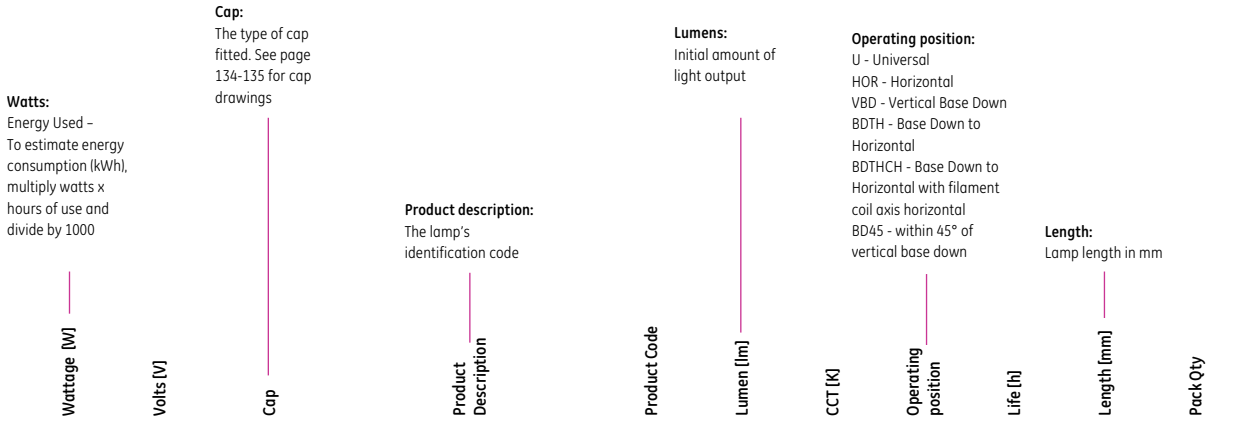 Watts:
Energy Used –
To estimate energy
consumption (kWh),
multiply watts x
hours of use and
divide by 1000
Cap:
The type of cap
fitted. See page
134-135 for cap
drawings
Product description:
The lamp's
identification code
Lumens:
Initial amount of
light output
Operating position:
U - Universal
HOR - Horizontal
VBD - Vertical Base Down
BDTH - Base Down to
Horizontal
BDTHCH - Base Down to
Horizontal with filament
coil axis horizontal
BD45 - within 45° of
vertical base down
Length:
Lamp length in mm
Wattage [W]
Volts [V]
Cap
Product
Description
Product Code
Lumen [lm]
CCT [K]
Operating
position
Life [h]
Length [mm]
Pack Qty